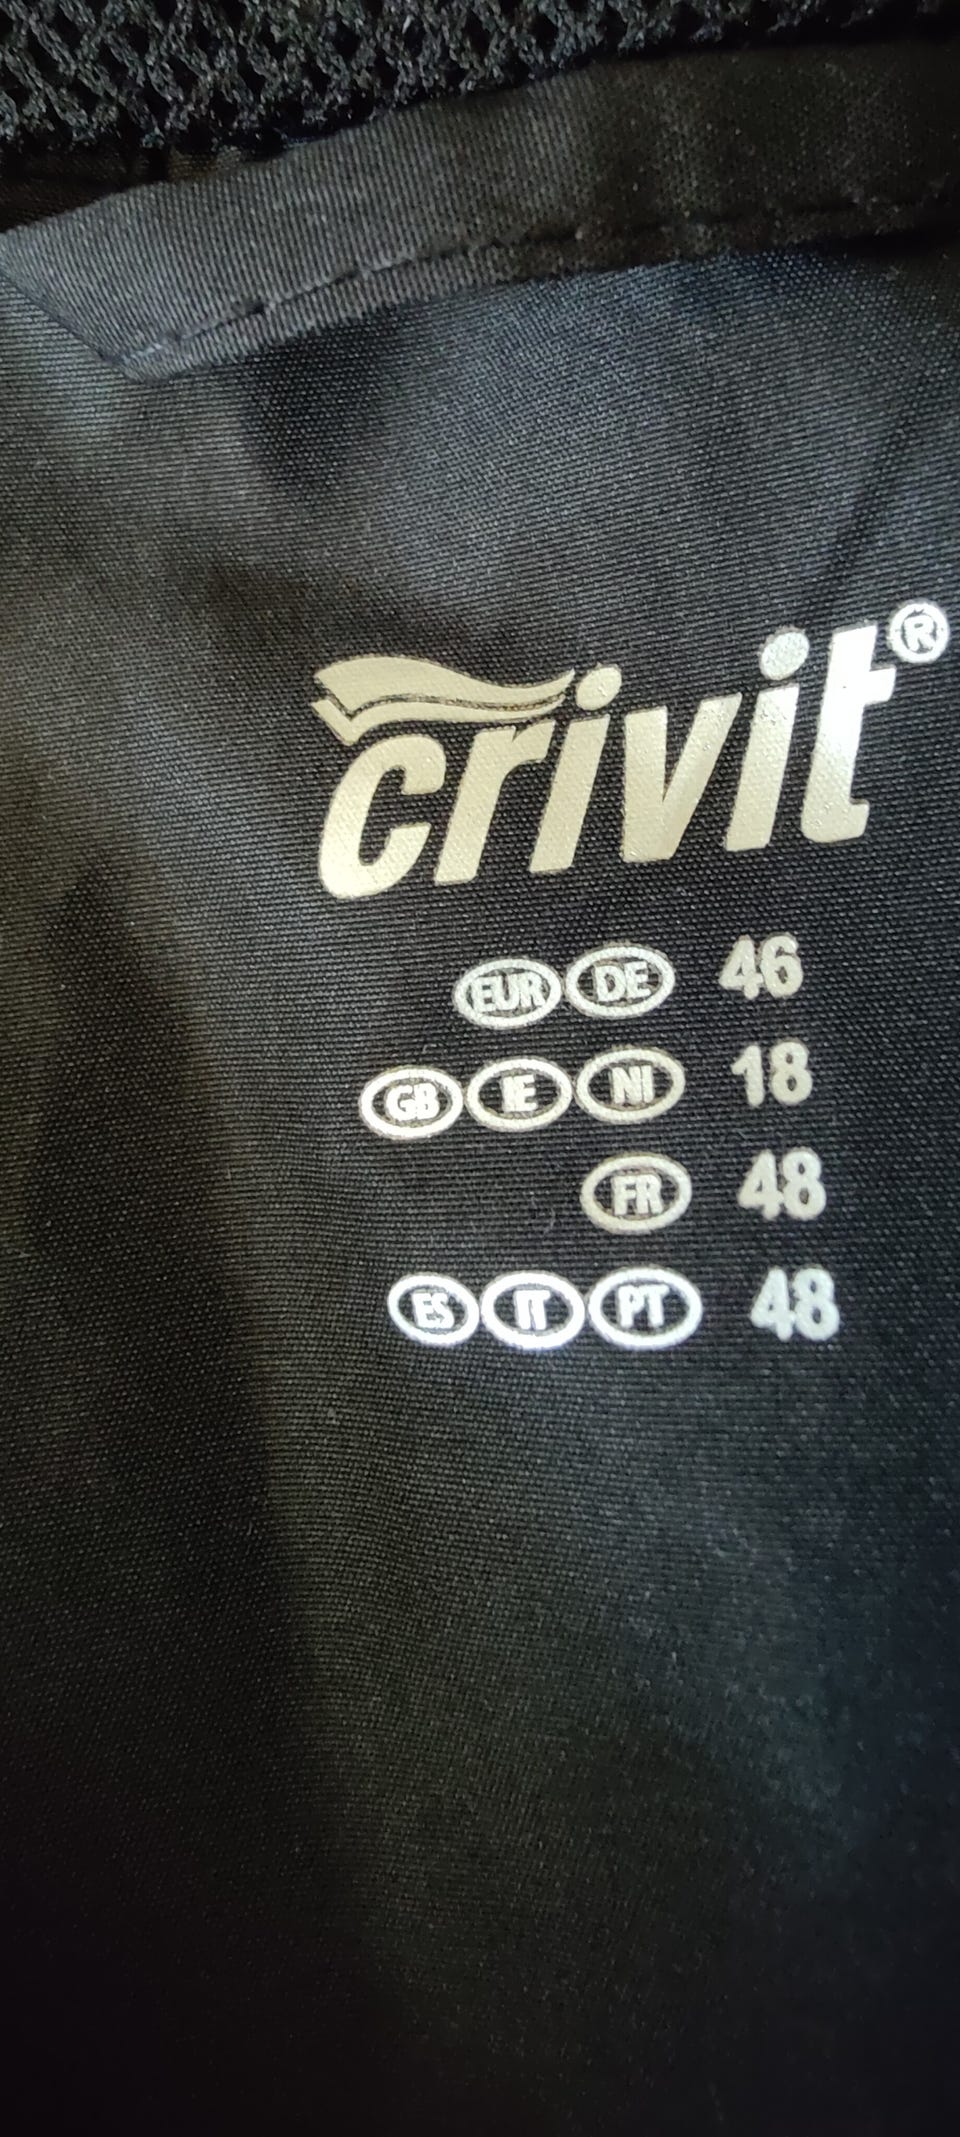 crivit®
EUR DE 46
GB IE NI 18
FR 48
ES IT PT 48